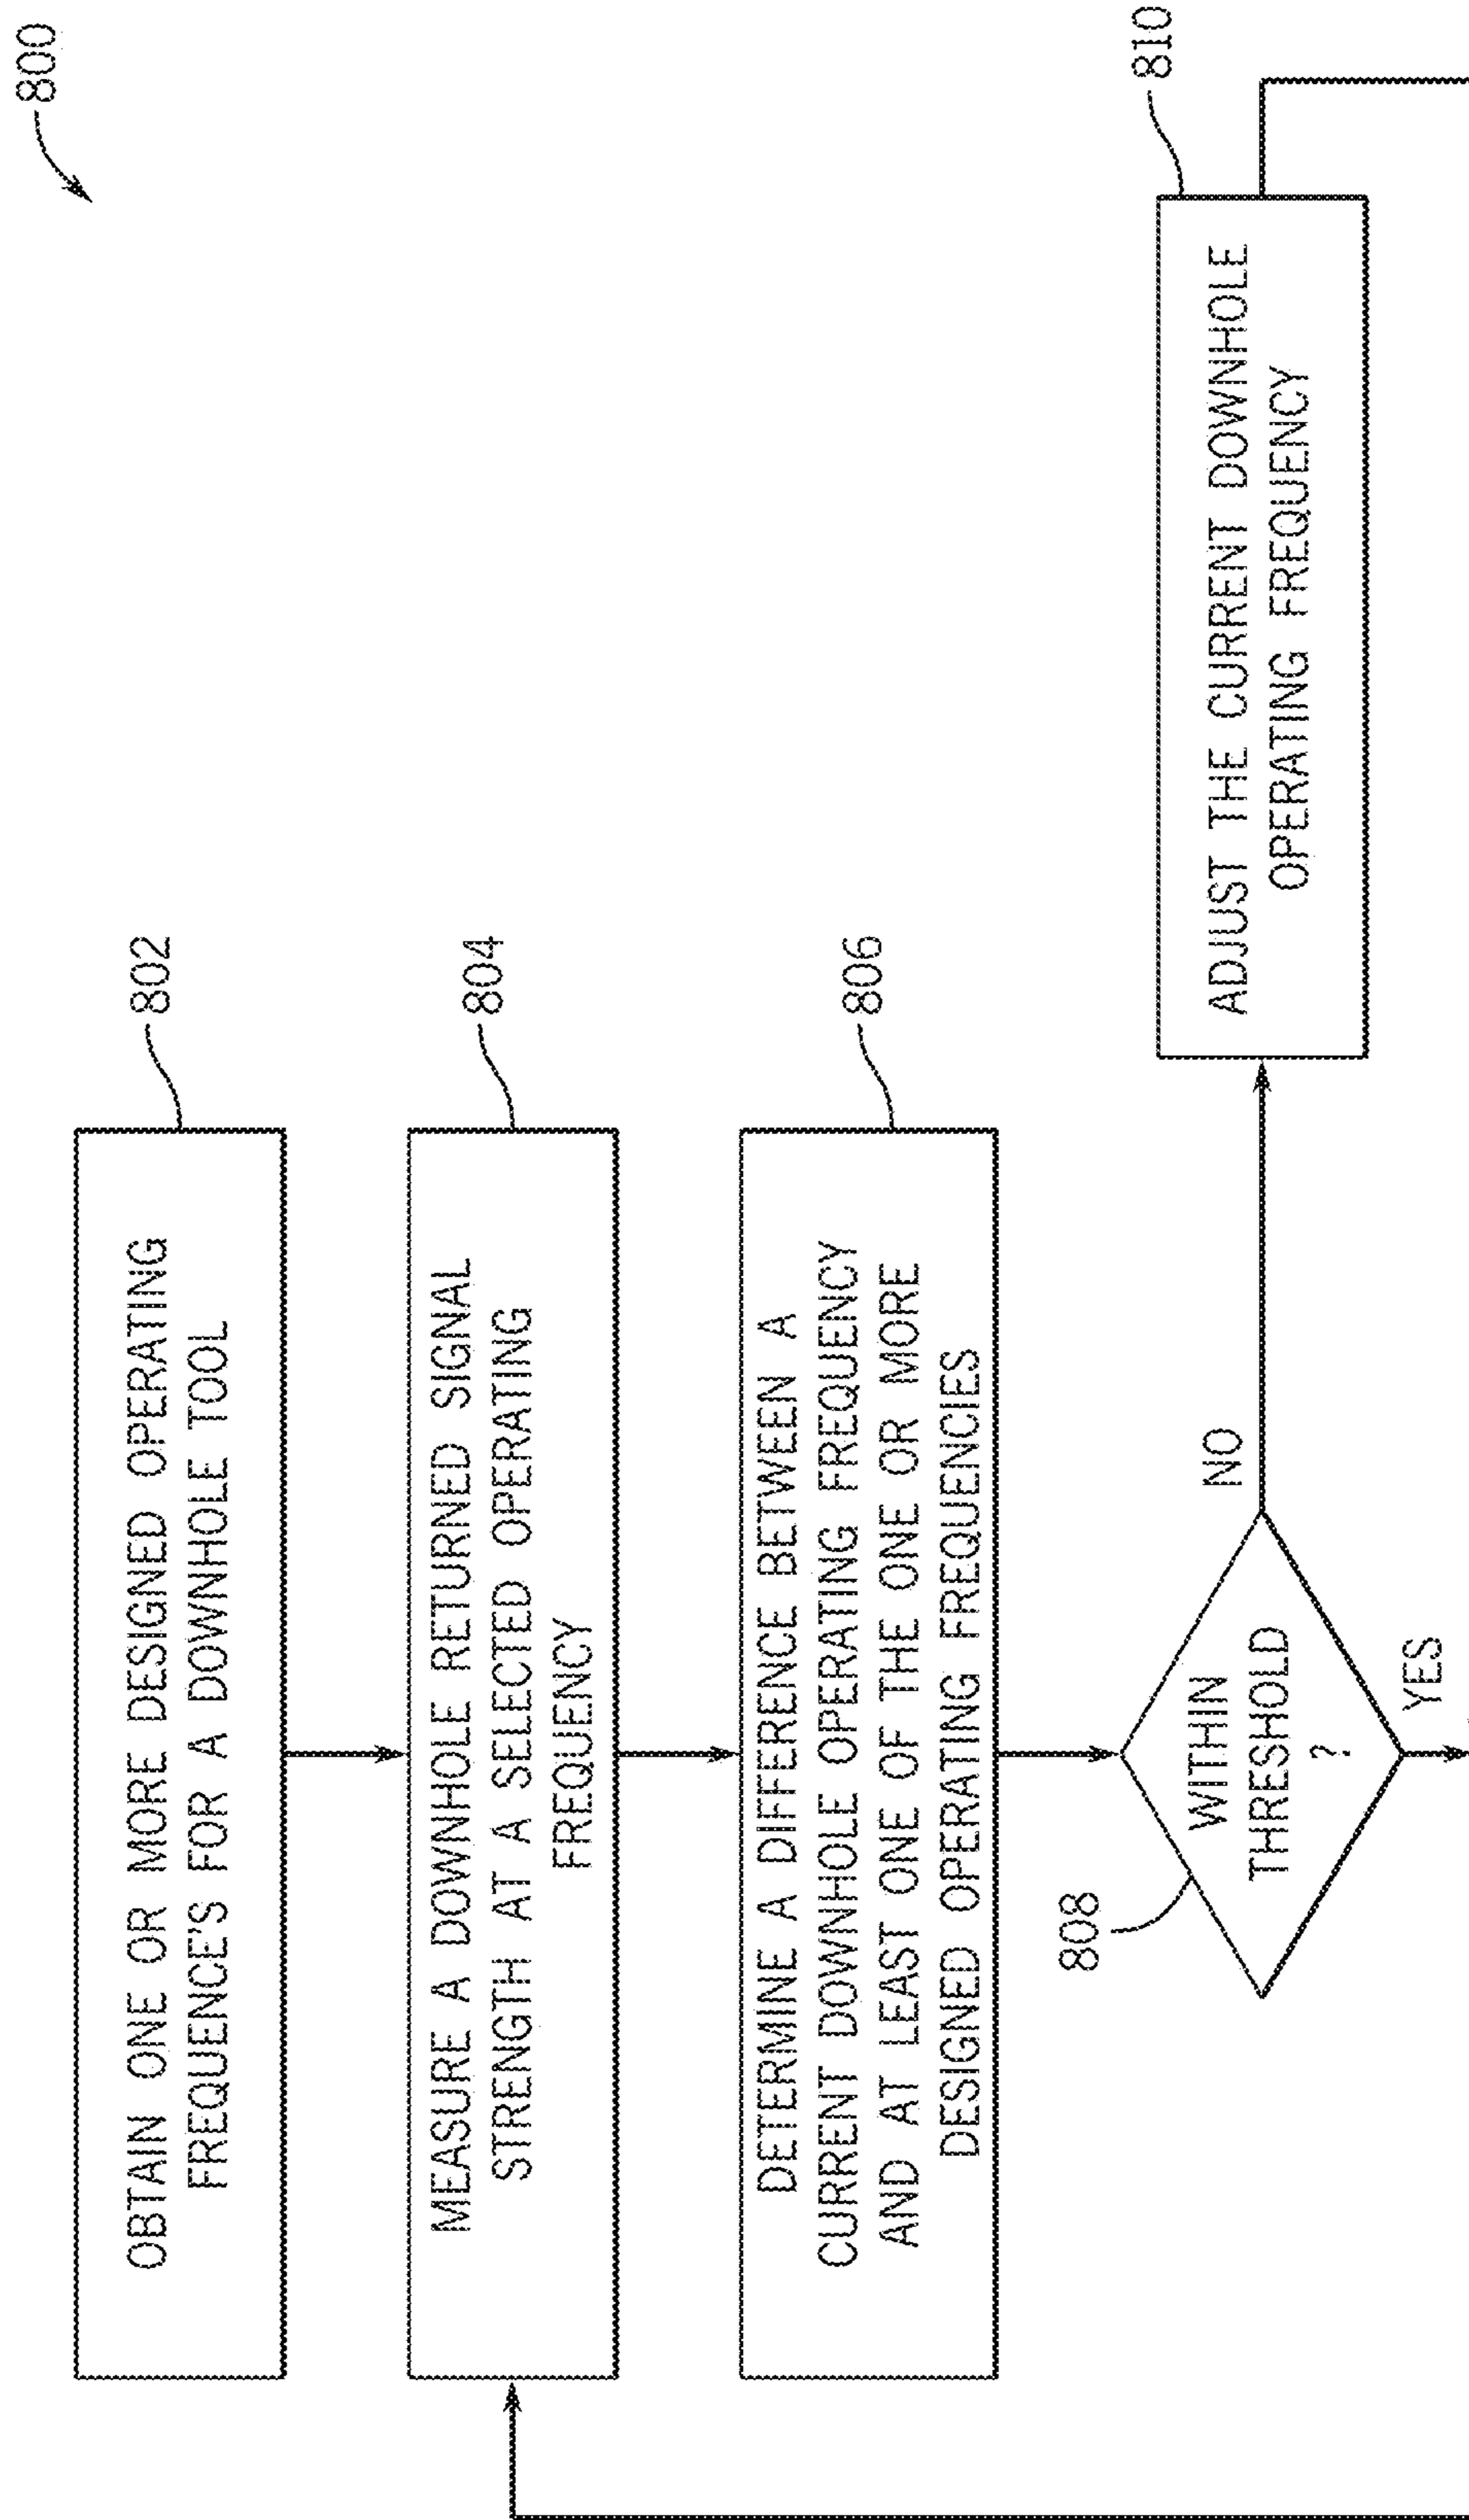 800
802
OBTAIN ONE OR MORE DESIGNED OPERATING
FREQUENCE'S FOR A DOWNHOLE TOOL
804
MEASURE A DOWNHOLE RETURNED SIGNAL
STRENGTH AT A SELECTED OPERATING
FREQUENCY
806
DETERMINE A DIFFERENCE BETWEEN A
CURRENT DOWNHOLE OPERATING FREQUENCY
AND AT LEAST ONE OF THE ONE OR MORE
DESIGNED OPERATING FREQUENCIES
808
WITHIN
THRESHOLD
?
NO
YES
810
ADJUST THE CURRENT DOWNHOLE
OPERATING FREQUENCY